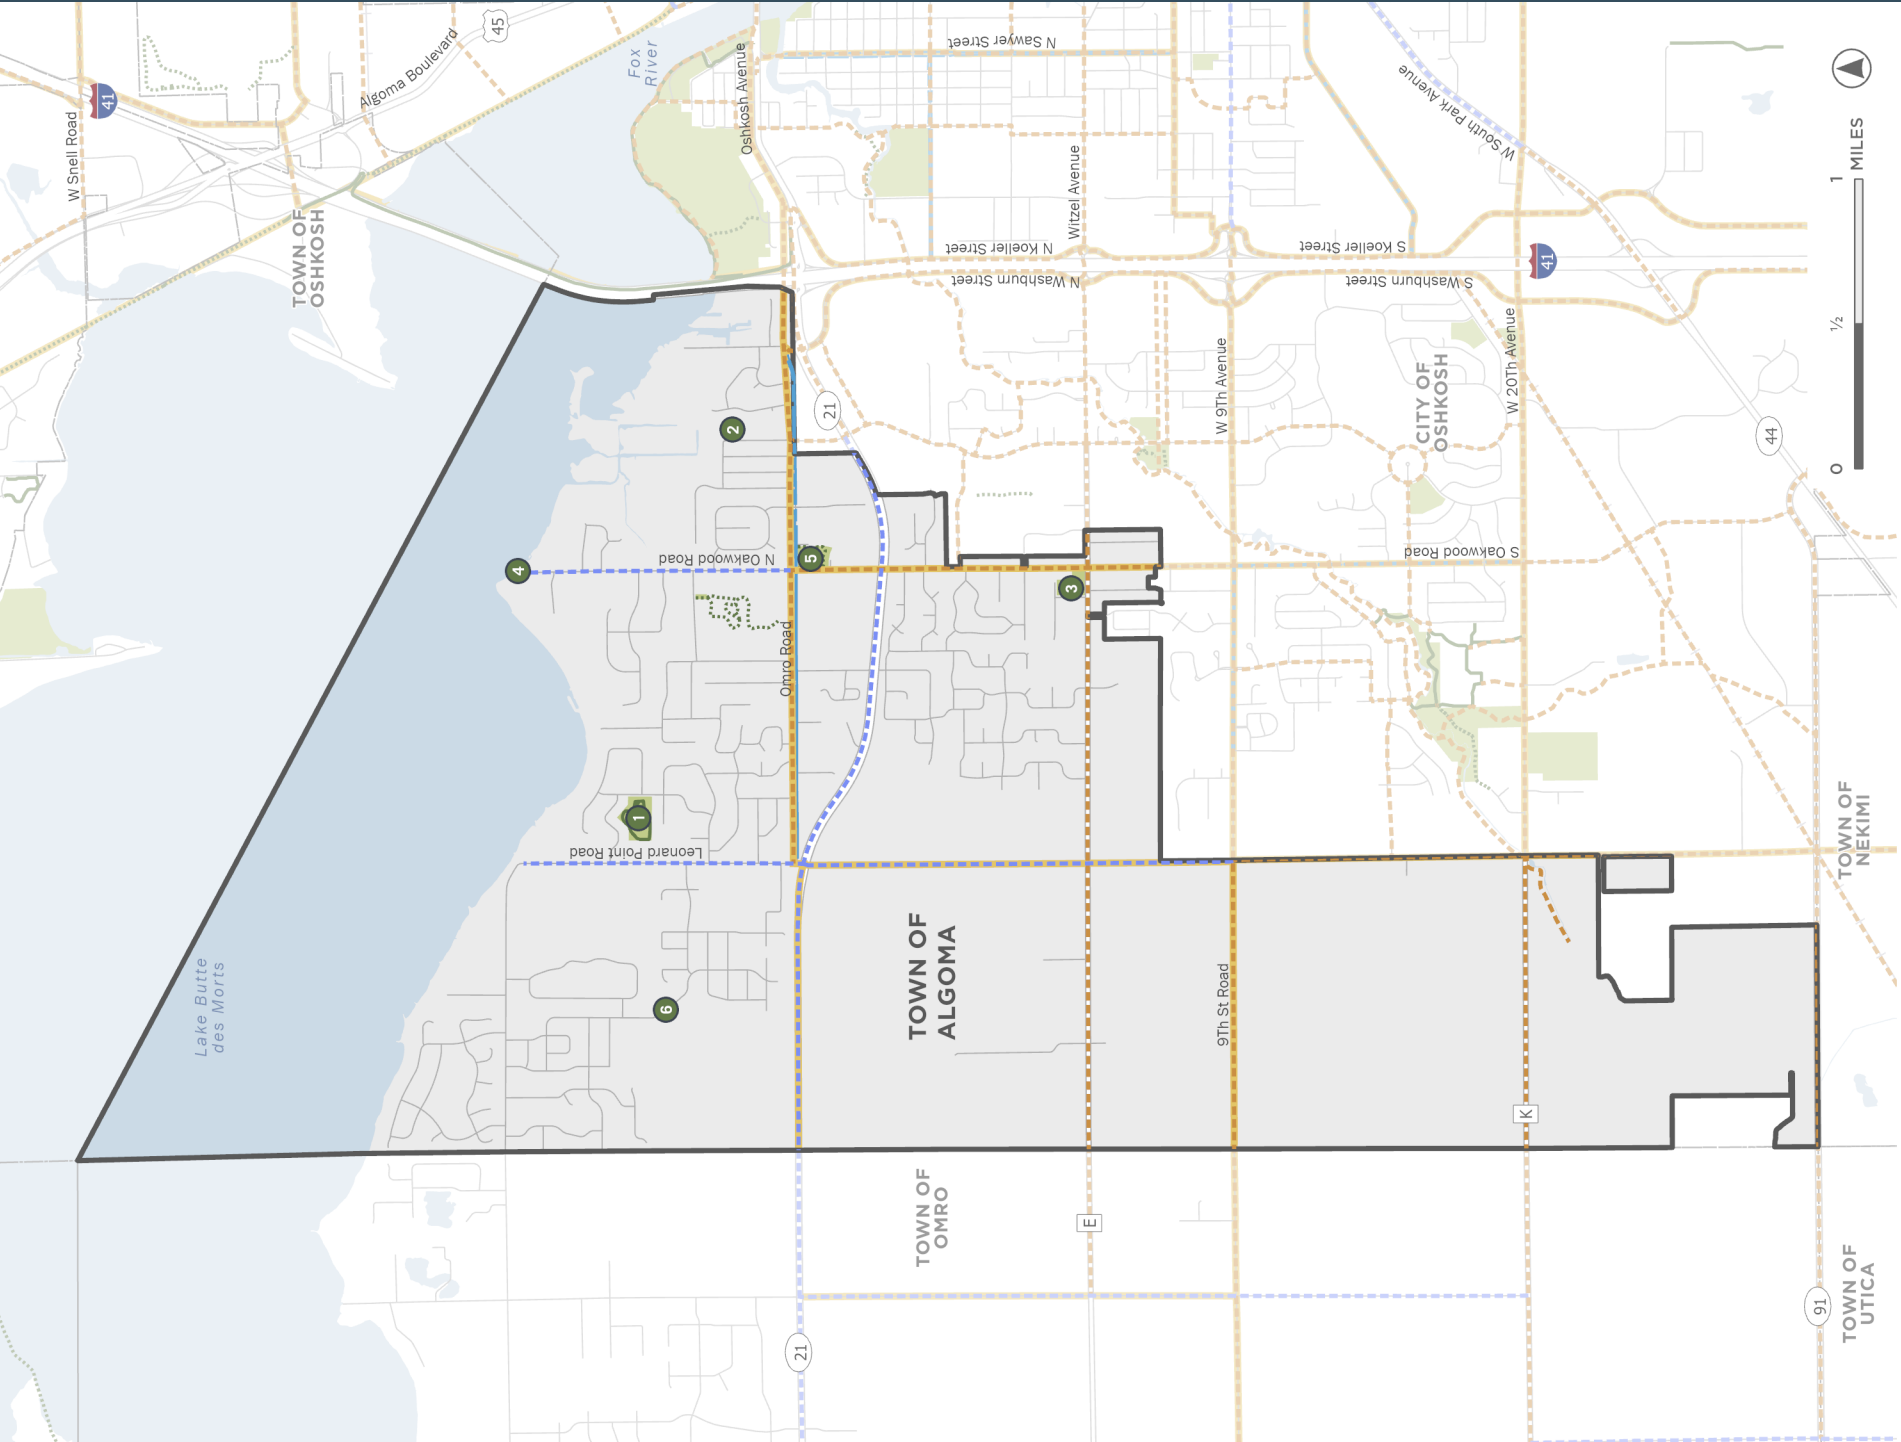 W Snell Road
41
Algoma Boulevard
45
TOWN OF
OSHKOSH
Fox
River
Oshkosh Avenue
N Sawyer Street
W South Park Avenue
1
MILES
1/2
0
Witzel Avenue
N Koeller Street
S Koeller Street
N Washburn Street
S Washburn Street
41
W 9Th Avenue
W 20Th Avenue
CITY OF
OSHKOSH
44
21
2
4
N Oakwood Road
5
3
S Oakwood Road
Omro Road
1
Leonard Point Road
TOWN OF
NEKIMI
Lake Butte
des Morts
6
TOWN OF
ALGOMA
9Th St Road
K
TOWN OF
OMRO
E
21
91
TOWN OF
UTICA